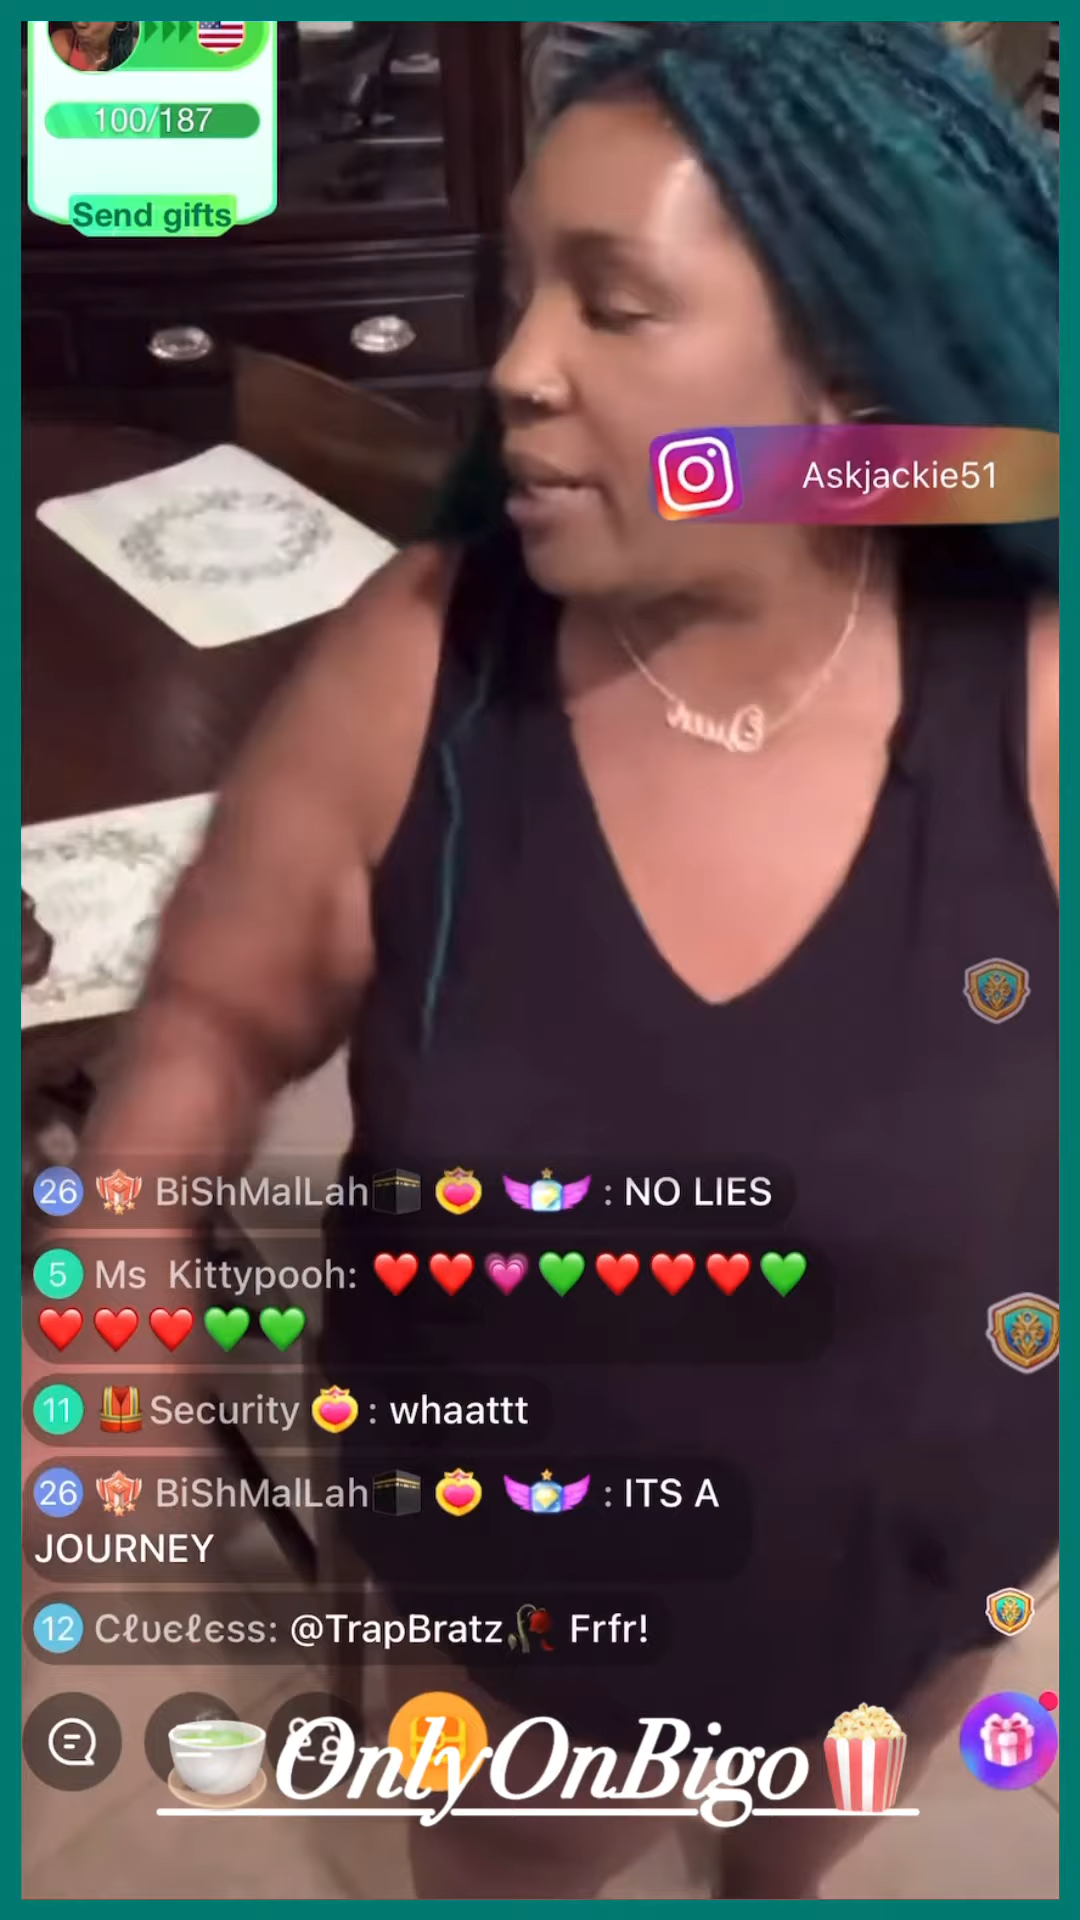 100/187
Send gifts
Askjackie51
26 BiShMalLah🕋 : NO LIES
5 Ms Kittypooh: ❤️❤️💗💚❤️❤️❤️💚
❤️❤️❤️💚💚
11 🦺Security : whaattt
26 BiShMalLah🕋 : ITS A
JOURNEY
12 Cℓυєℓєss: @TrapBratz🥀 Frfr!
🍵OnlyOnBigo🍿